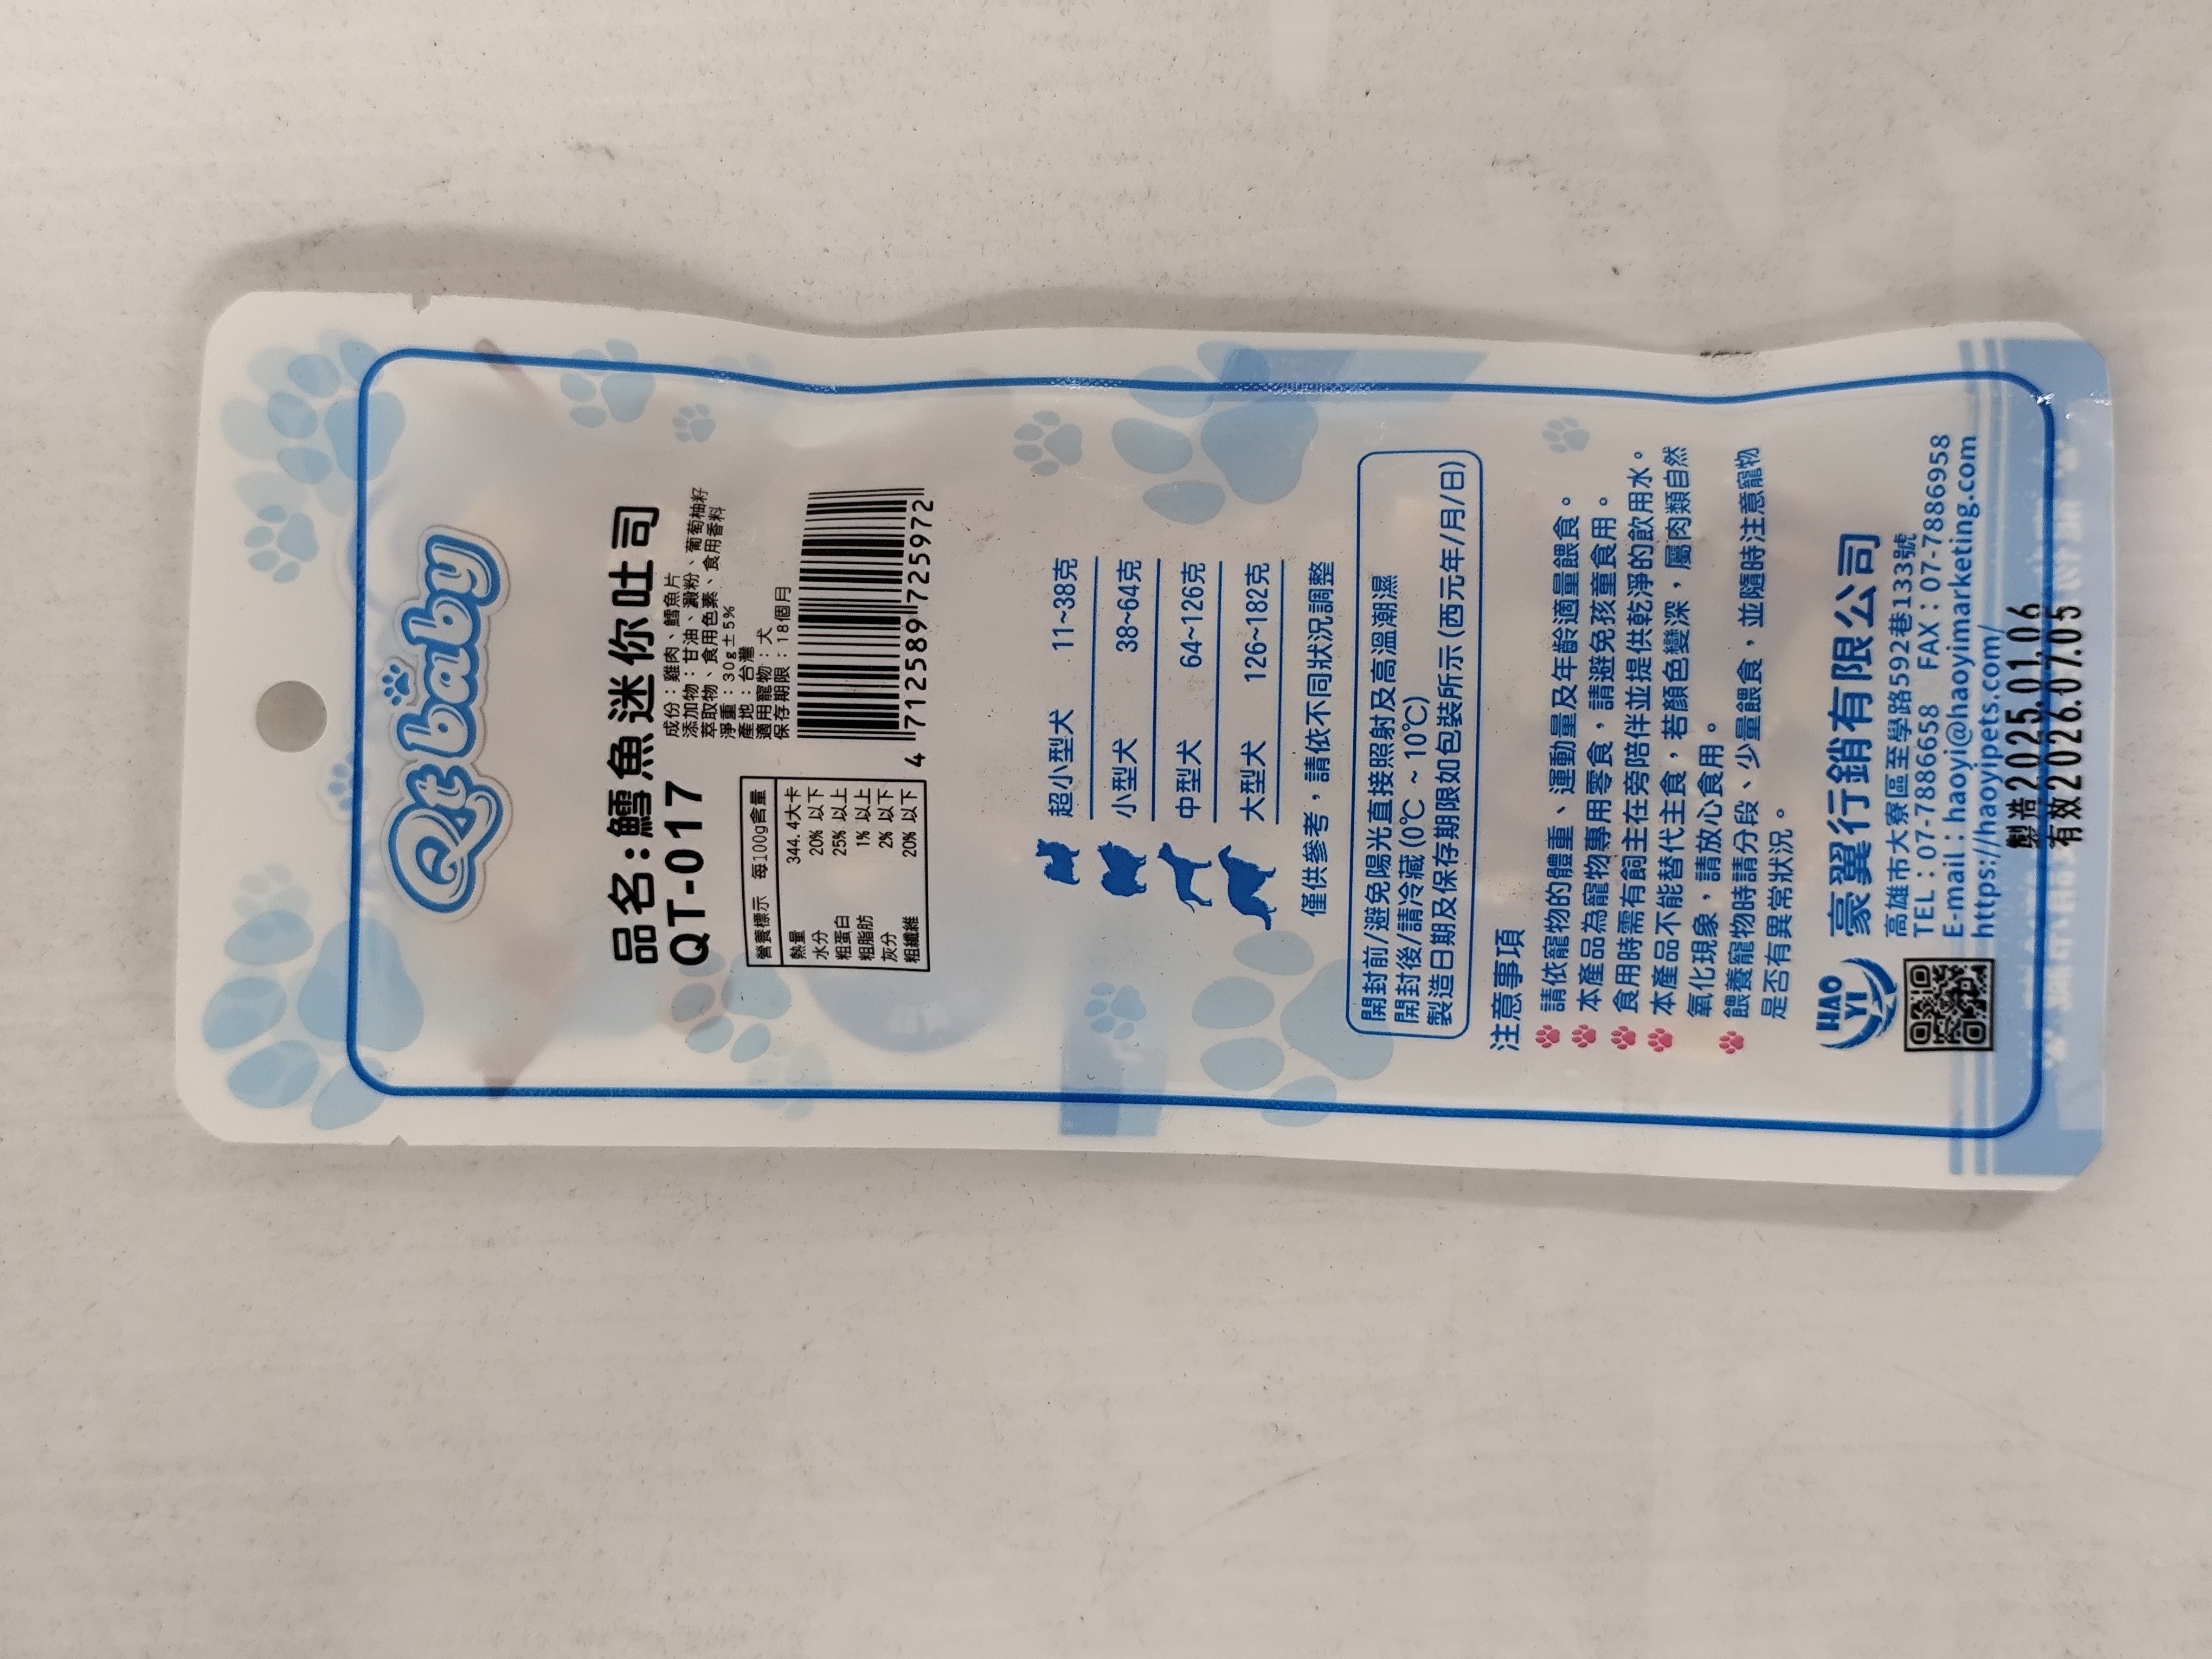 Qt baby
品名:鱈魚迷你吐司
QT-017
成份：雞肉、鱈魚片
添加物：甘油、澱粉、葡萄柚籽
萃取物、食用色素、食用香料
淨重：30g±5%
產地：台灣
適用寵物：犬
保存期限：18個月
營養標示 每100g含量
熱量 344.4大卡
水分 20% 以下
粗蛋白 25% 以上
粗脂肪 1% 以上
灰分 2% 以下
粗纖維 20% 以下
4 712589 725972
超小型犬 11~38克
小型犬 38~64克
中型犬 64~126克
大型犬 126~182克
僅供參考，請依不同狀況調整
開封前/避免陽光直接照射及高溫潮濕
開封後/請冷藏(0℃ ~ 10℃)
製造日期及保存期限如包裝所示(西元年/月/日)
注意事項
請依寵物的體重、運動量及年齡適量餵食。
本產品為寵物專用零食，請避免孩童食用。
食用時需有飼主在旁陪伴並提供乾淨的飲用水。
本產品不能替代主食，若顏色變深，屬肉類自然
氧化現象，請放心食用。
餵養寵物時請分段、少量餵食，並隨時注意寵物
是否有異常狀況。
HAO YI
豪翼行銷有限公司
高雄市大寮區至學路592巷133號
TEL：07-7886658 FAX：07-7886958
E-mail：haoyi@haoyimarketing.com
https://haoyipets.com/
製造2025.01.06
有效2026.07.05